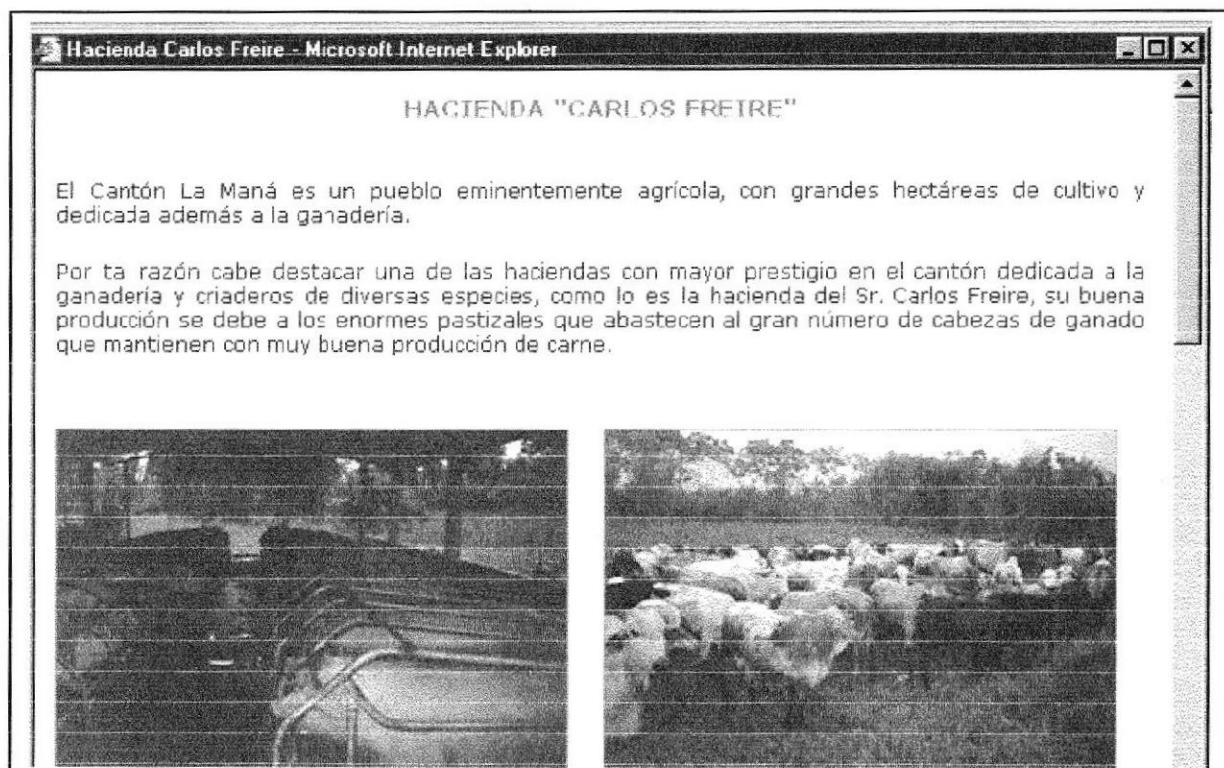 Hacienda Carlos Freire - Microsoft Internet Explorer
HACIENDA "CARLOS FREIRE"
El Cantón La Maná es un pueblo eminentemente agrícola, con grandes hectáreas de cultivo y
dedicada además a la ganadería.
Por ta razón cabe destacar una de las haciendas con mayor prestigio en el cantón dedicada a la
ganadería y criaderos de diversas especies, como lo es la hacienda del Sr. Carlos Freire, su buena
producción se debe a los enormes pastizales que abastecen al gran número de cabezas de ganado
que mantienen con muy buena producción de carne.